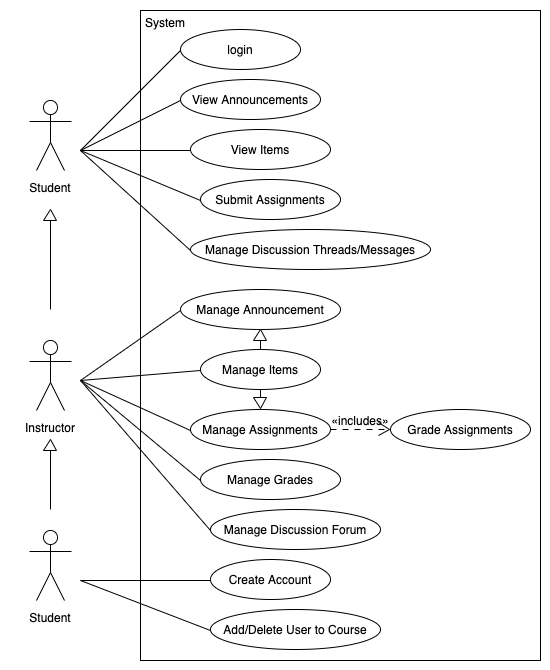 System
login
View Announcements
View Items
Student
Submit Assignments
Manage Discussion Threads/Messages
Manage Announcement
Manage Items
Instructor
Manage Assignments
«includes»
Grade Assignments
Manage Grades
Manage Discussion Forum
Create Account
Student
Add/Delete User to Course